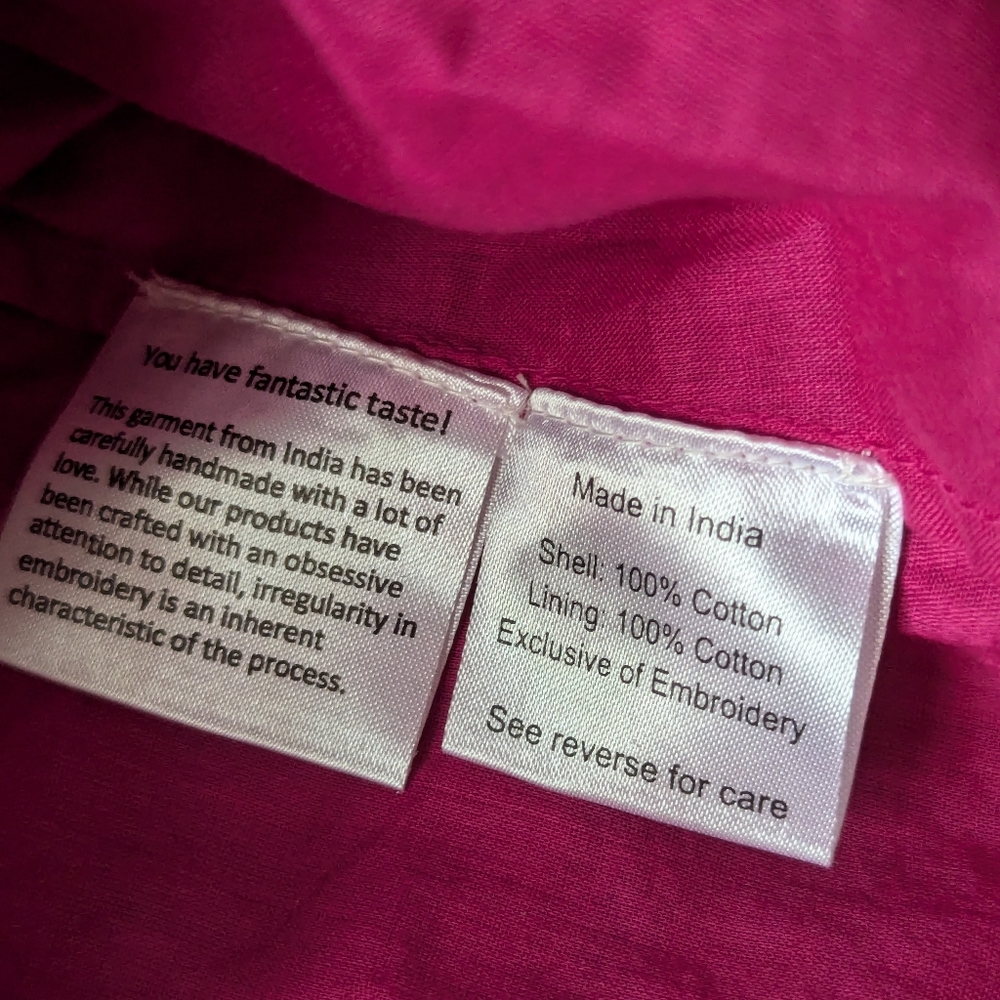 You have fantastic taste!
This garment from India has been
carefully handmade with a lot of
love. While our products have
been crafted with an obsessive
attention to detail, irregularity in
embroidery is an inherent
characteristic of the process.
Made in India
Shell: 100% Cotton
Lining: 100% Cotton
Exclusive of Embroidery
See reverse for care